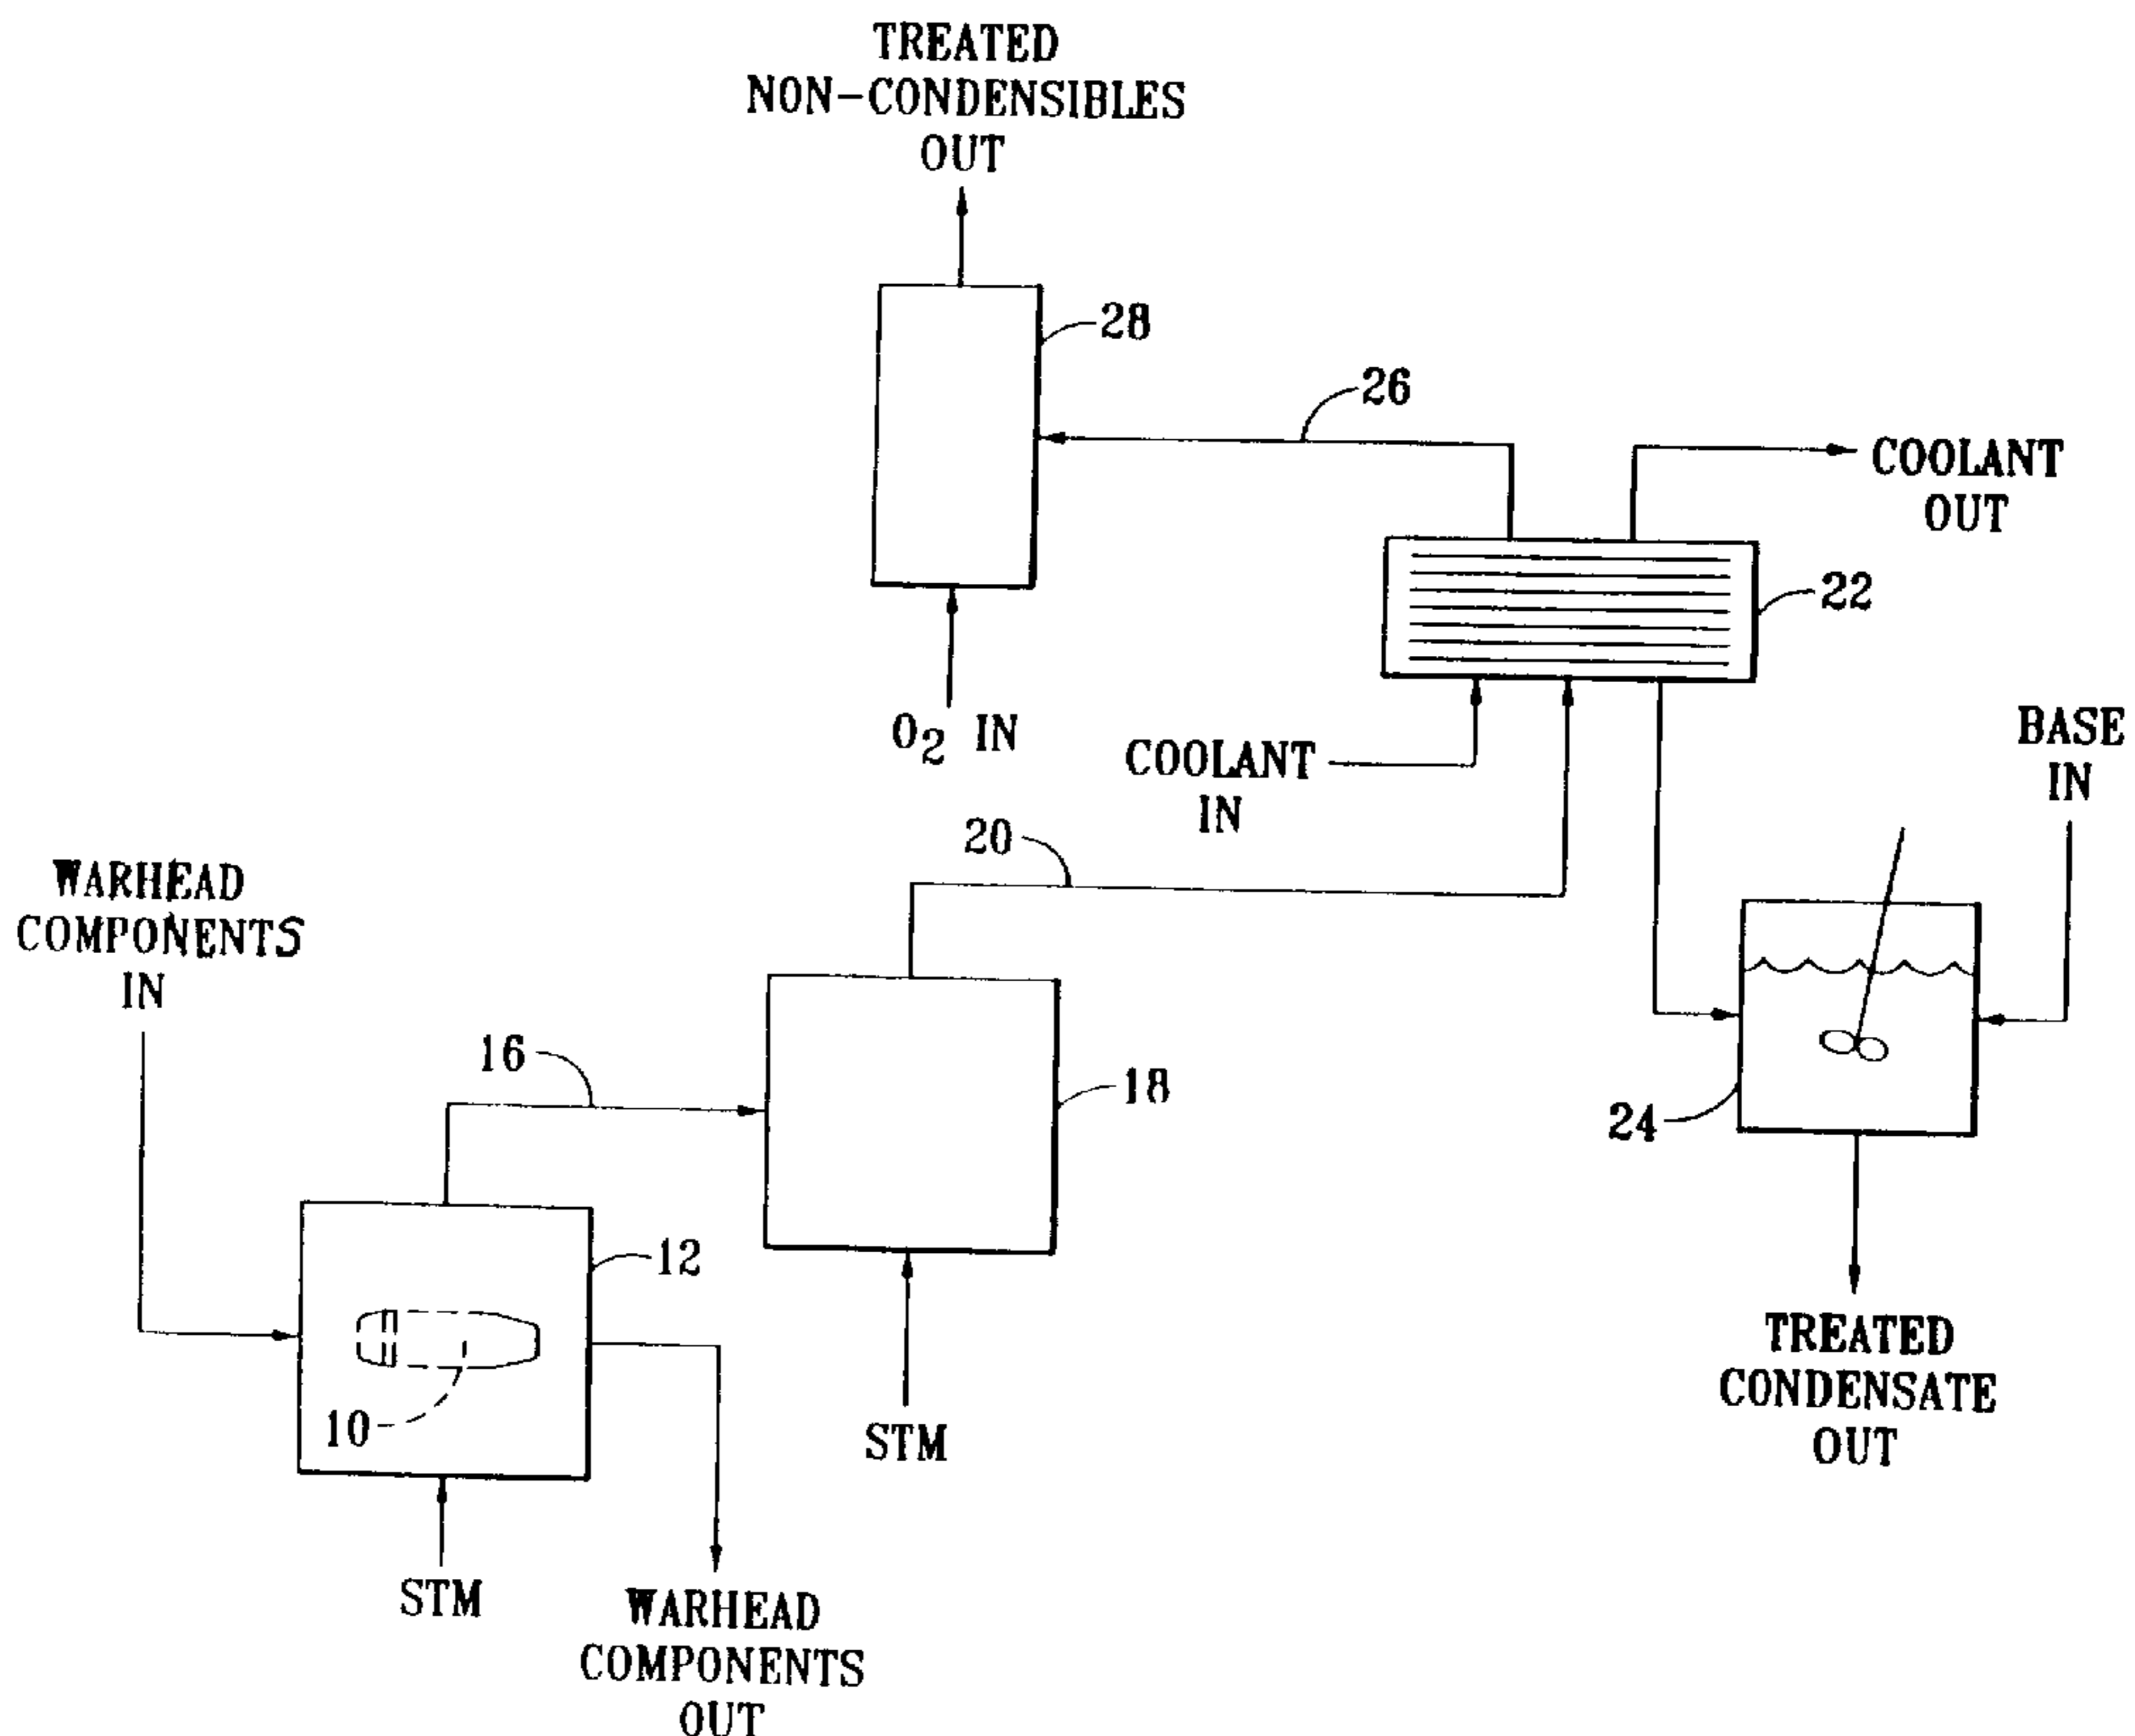 TREATED
NON-CONDENSIBLES
OUT
28
26
COOLANT
OUT
22
O2 IN
COOLANT
IN
BASE
IN
20
WARHEAD
COMPONENTS
IN
16
18
24
12
10
STM
TREATED
CONDENSATE
OUT
STM
WARHEAD
COMPONENTS
OUT